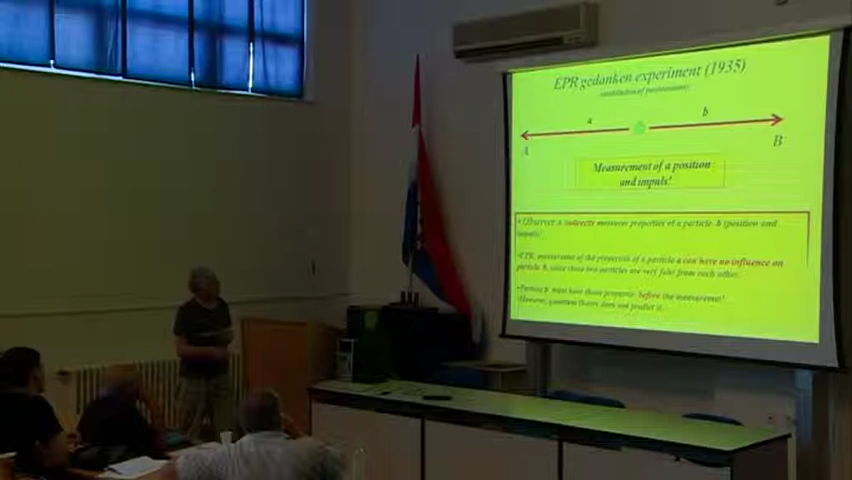 EPR gedanken experiment (1935)
a
b
A
B
Measurement of a position
and impuls!
•Observer A indirectly measures properties of a particle b (position and
impuls)!
•EPR, measurement of the properties of a particle a can have no influence on
particle b, since those two particles are very far from each other.
•Particle b must have those property before the measurement!
However, quantum theory does not predict it.